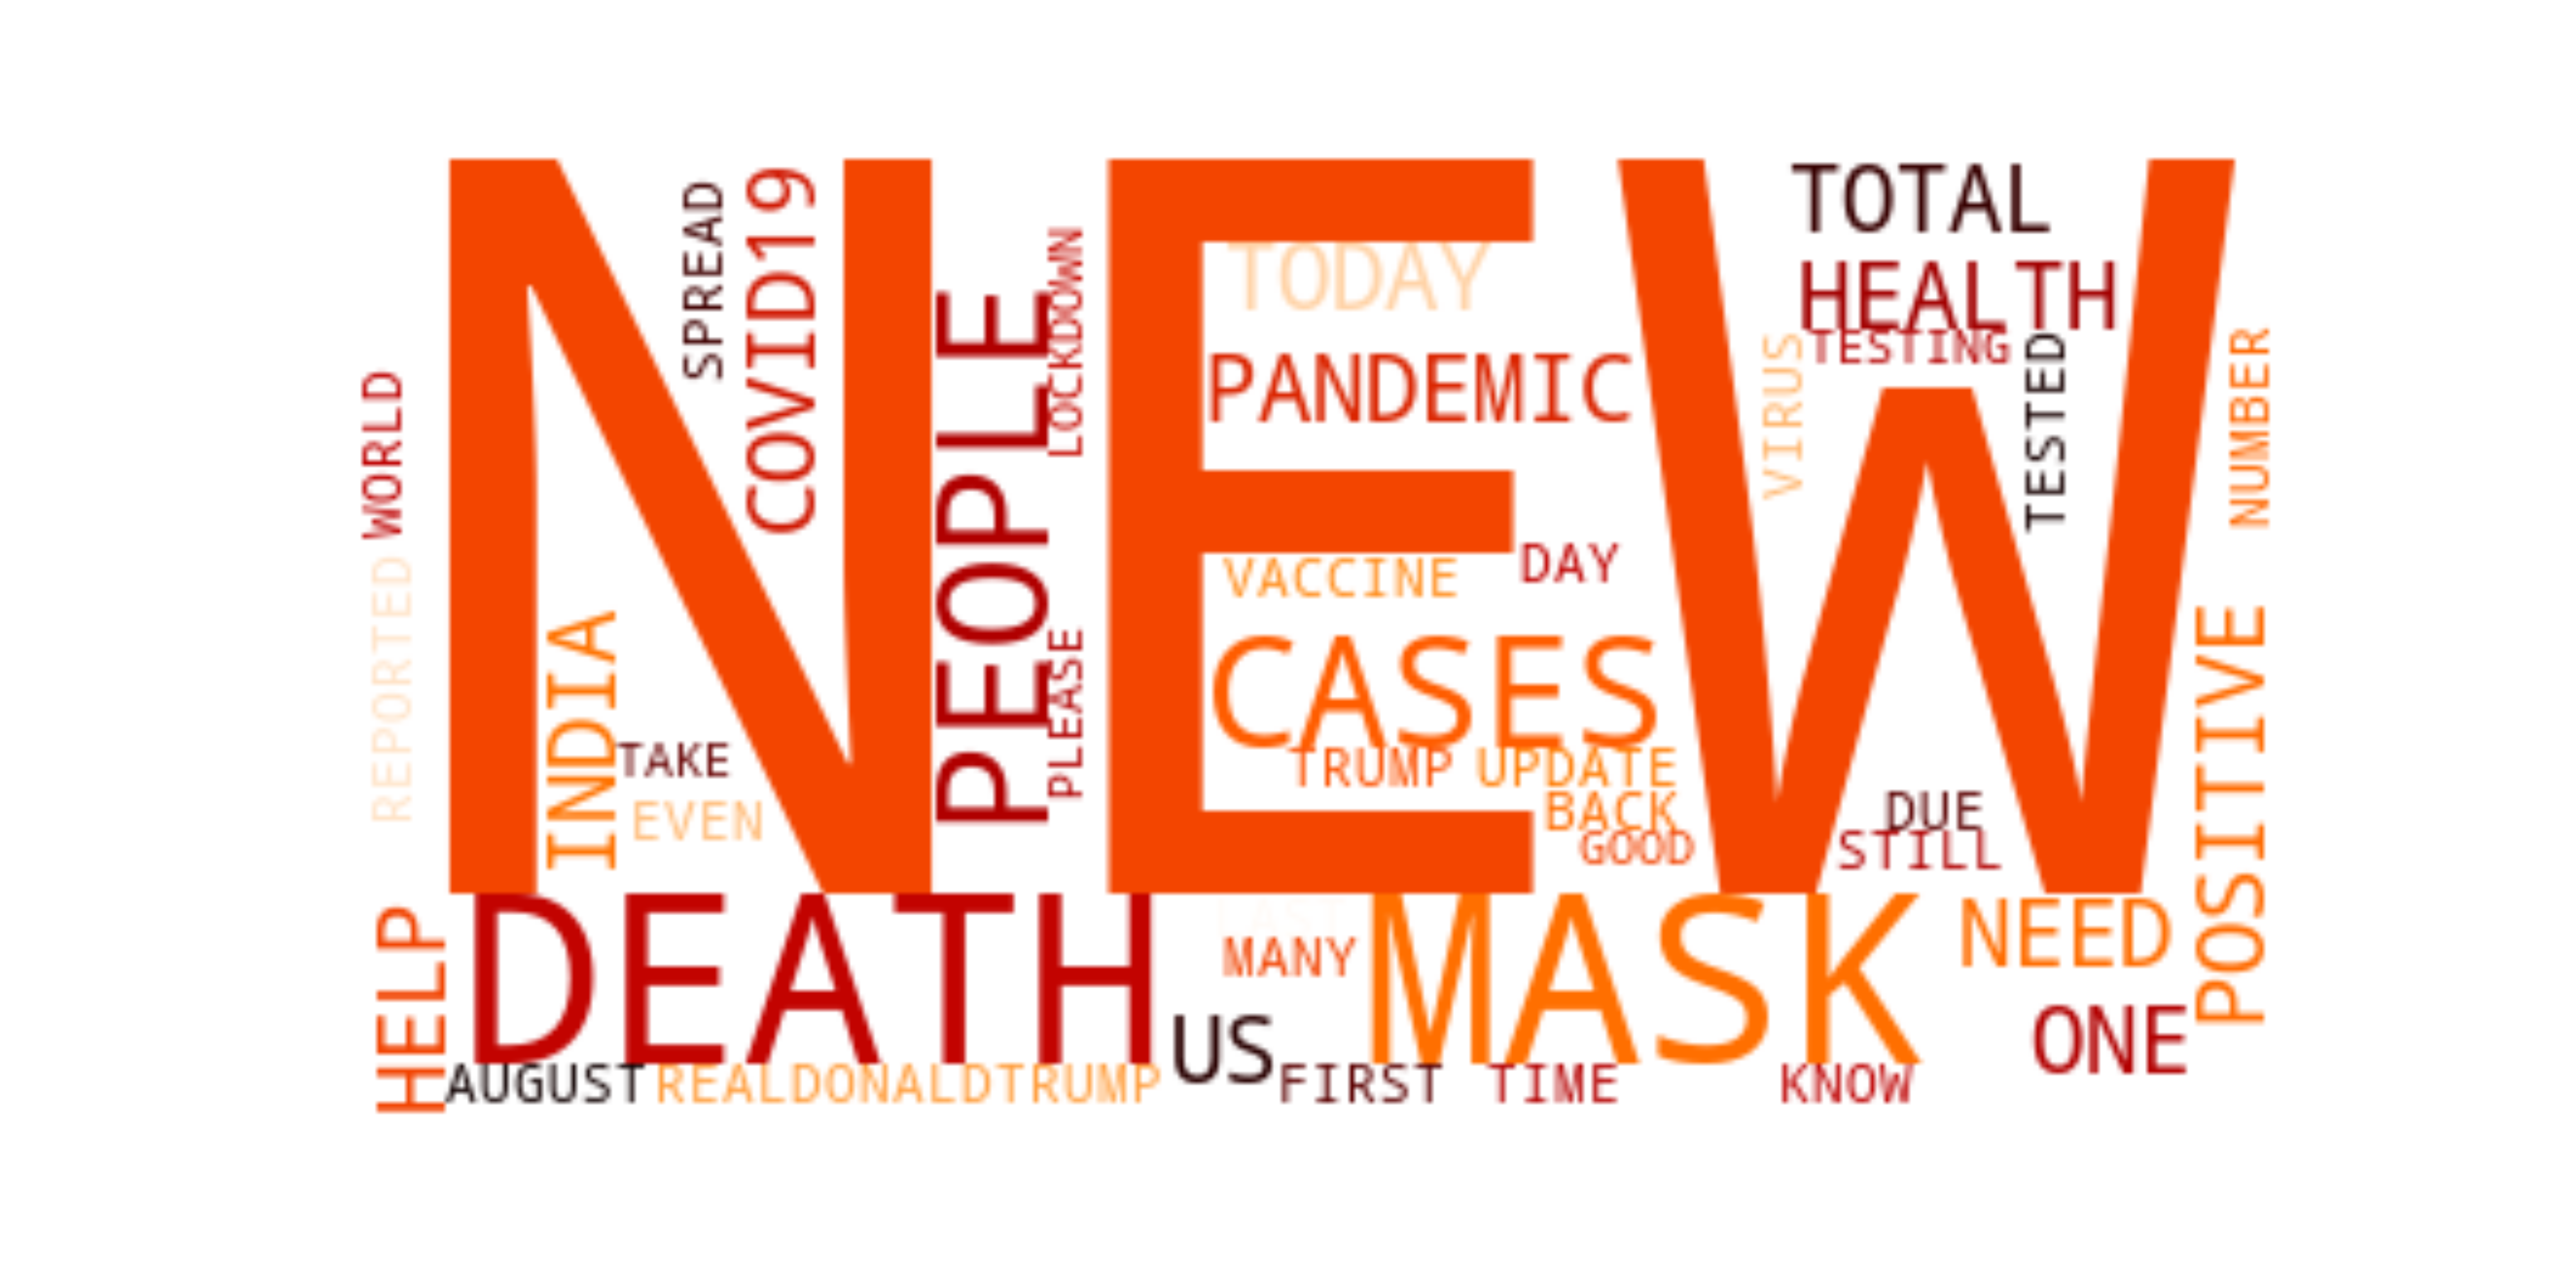 NEW
SPREAD
COVID19
PEOPLE
LOCKDOWN
TODAY
PANDEMIC
TOTAL
HEALTH
TESTING
VIRUS
TESTED
NUMBER
WORLD
REPORTED
INDIA
TAKE
EVEN
PLEASE
VACCINE
DAY
CASES
TRUMP
UPDATE
BACK
GOOD
DUE
STILL
POSITIVE
HELP
DEATH
LAST
MANY
MASK
NEED
US
ONE
AUGUST
REALDONALDTRUMP
FIRST
TIME
KNOW